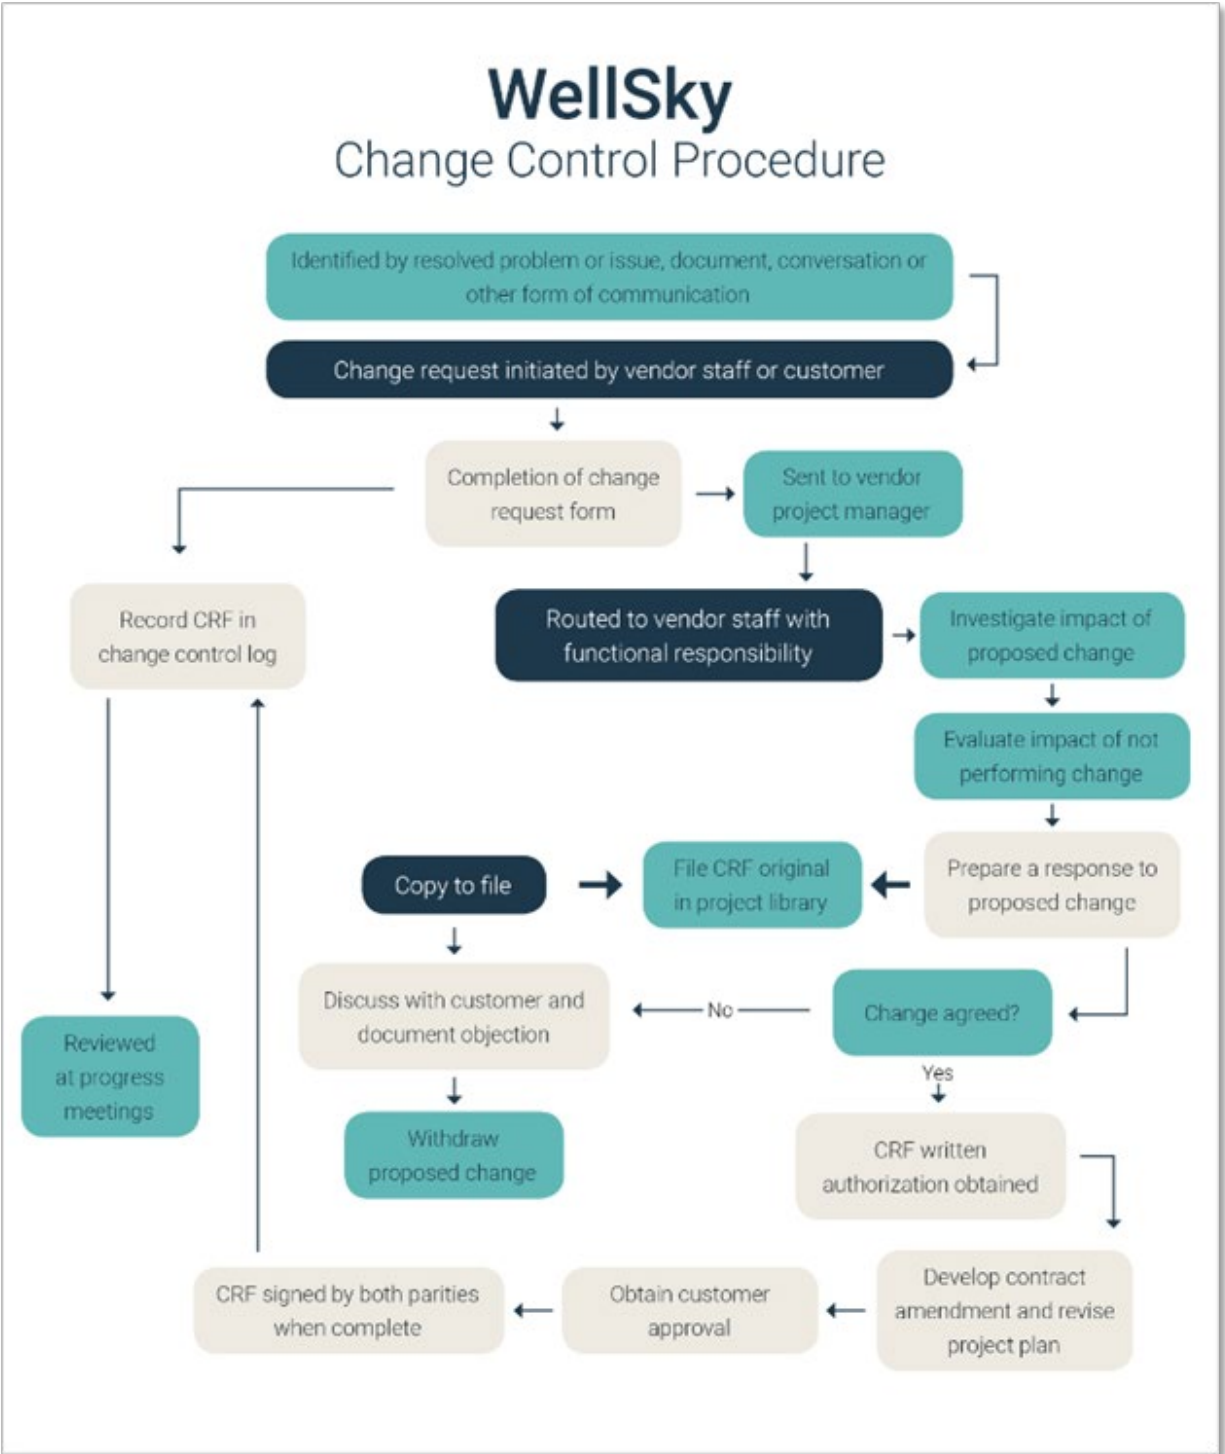 WellSky
Change Control Procedure
Identified by resolved problem or issue, document, conversation or
other form of communication
Change request initiated by vendor staff or customer
Completion of change
request form
Sent to vendor
project manager
Record CRF in
change control log
Routed to vendor staff with
functional responsibility
Investigate impact of
proposed change
Evaluate impact of not
performing change
Copy to file
File CRF original
in project library
Prepare a response to
proposed change
Discuss with customer and
document objection
No
Change agreed?
Reviewed
at progress
meetings
Yes
Withdraw
proposed change
CRF written
authorization obtained
CRF signed by both parities
when complete
Obtain customer
approval
Develop contract
amendment and revise
project plan